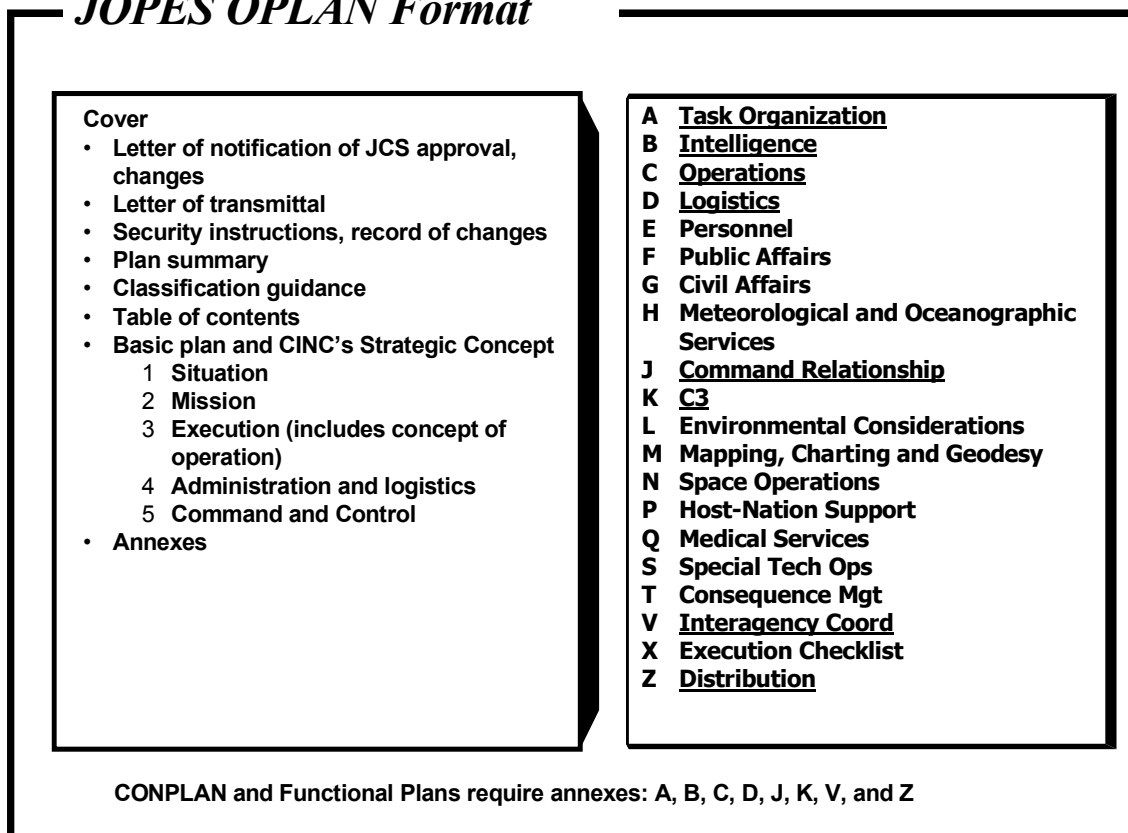 JOPES OPLAN Format
Cover
• Letter of notification of JCS approval,
changes
• Letter of transmittal
• Security instructions, record of changes
• Plan summary
• Classification guidance
• Table of contents
• Basic plan and CINC's Strategic Concept
1 Situation
2 Mission
3 Execution (includes concept of
operation)
4 Administration and logistics
5 Command and Control
• Annexes
A Task Organization
B Intelligence
C Operations
D Logistics
E Personnel
F Public Affairs
G Civil Affairs
H Meteorological and Oceanographic
Services
J Command Relationship
K C3
L Environmental Considerations
M Mapping, Charting and Geodesy
N Space Operations
P Host-Nation Support
Q Medical Services
S Special Tech Ops
T Consequence Mgt
V Interagency Coord
X Execution Checklist
Z Distribution
CONPLAN and Functional Plans require annexes: A, B, C, D, J, K, V, and Z